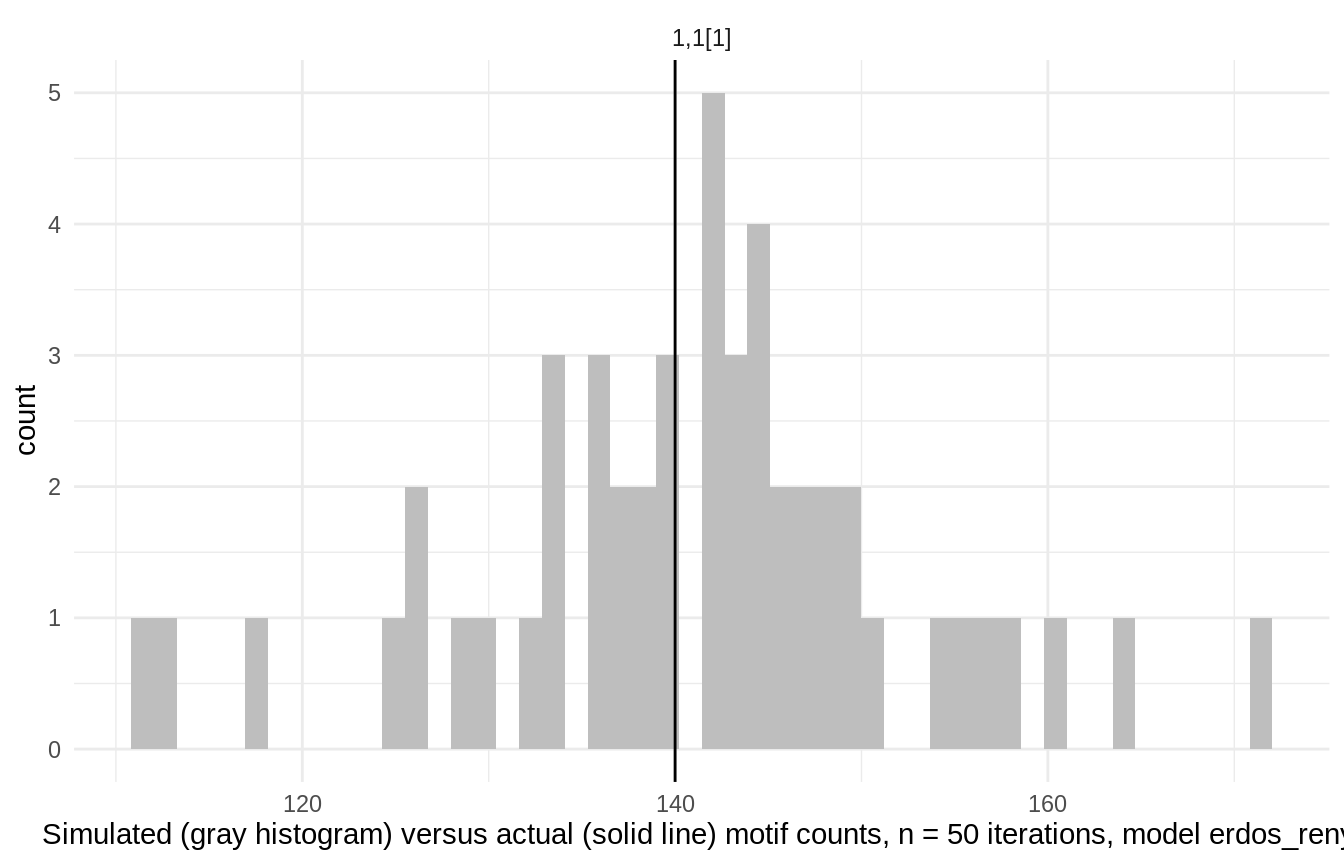 1,1[1]
5
4
3
2
1
0
count
120 140 160
Simulated (gray histogram) versus actual (solid line) motif counts, n = 50 iterations, model erdos_reny